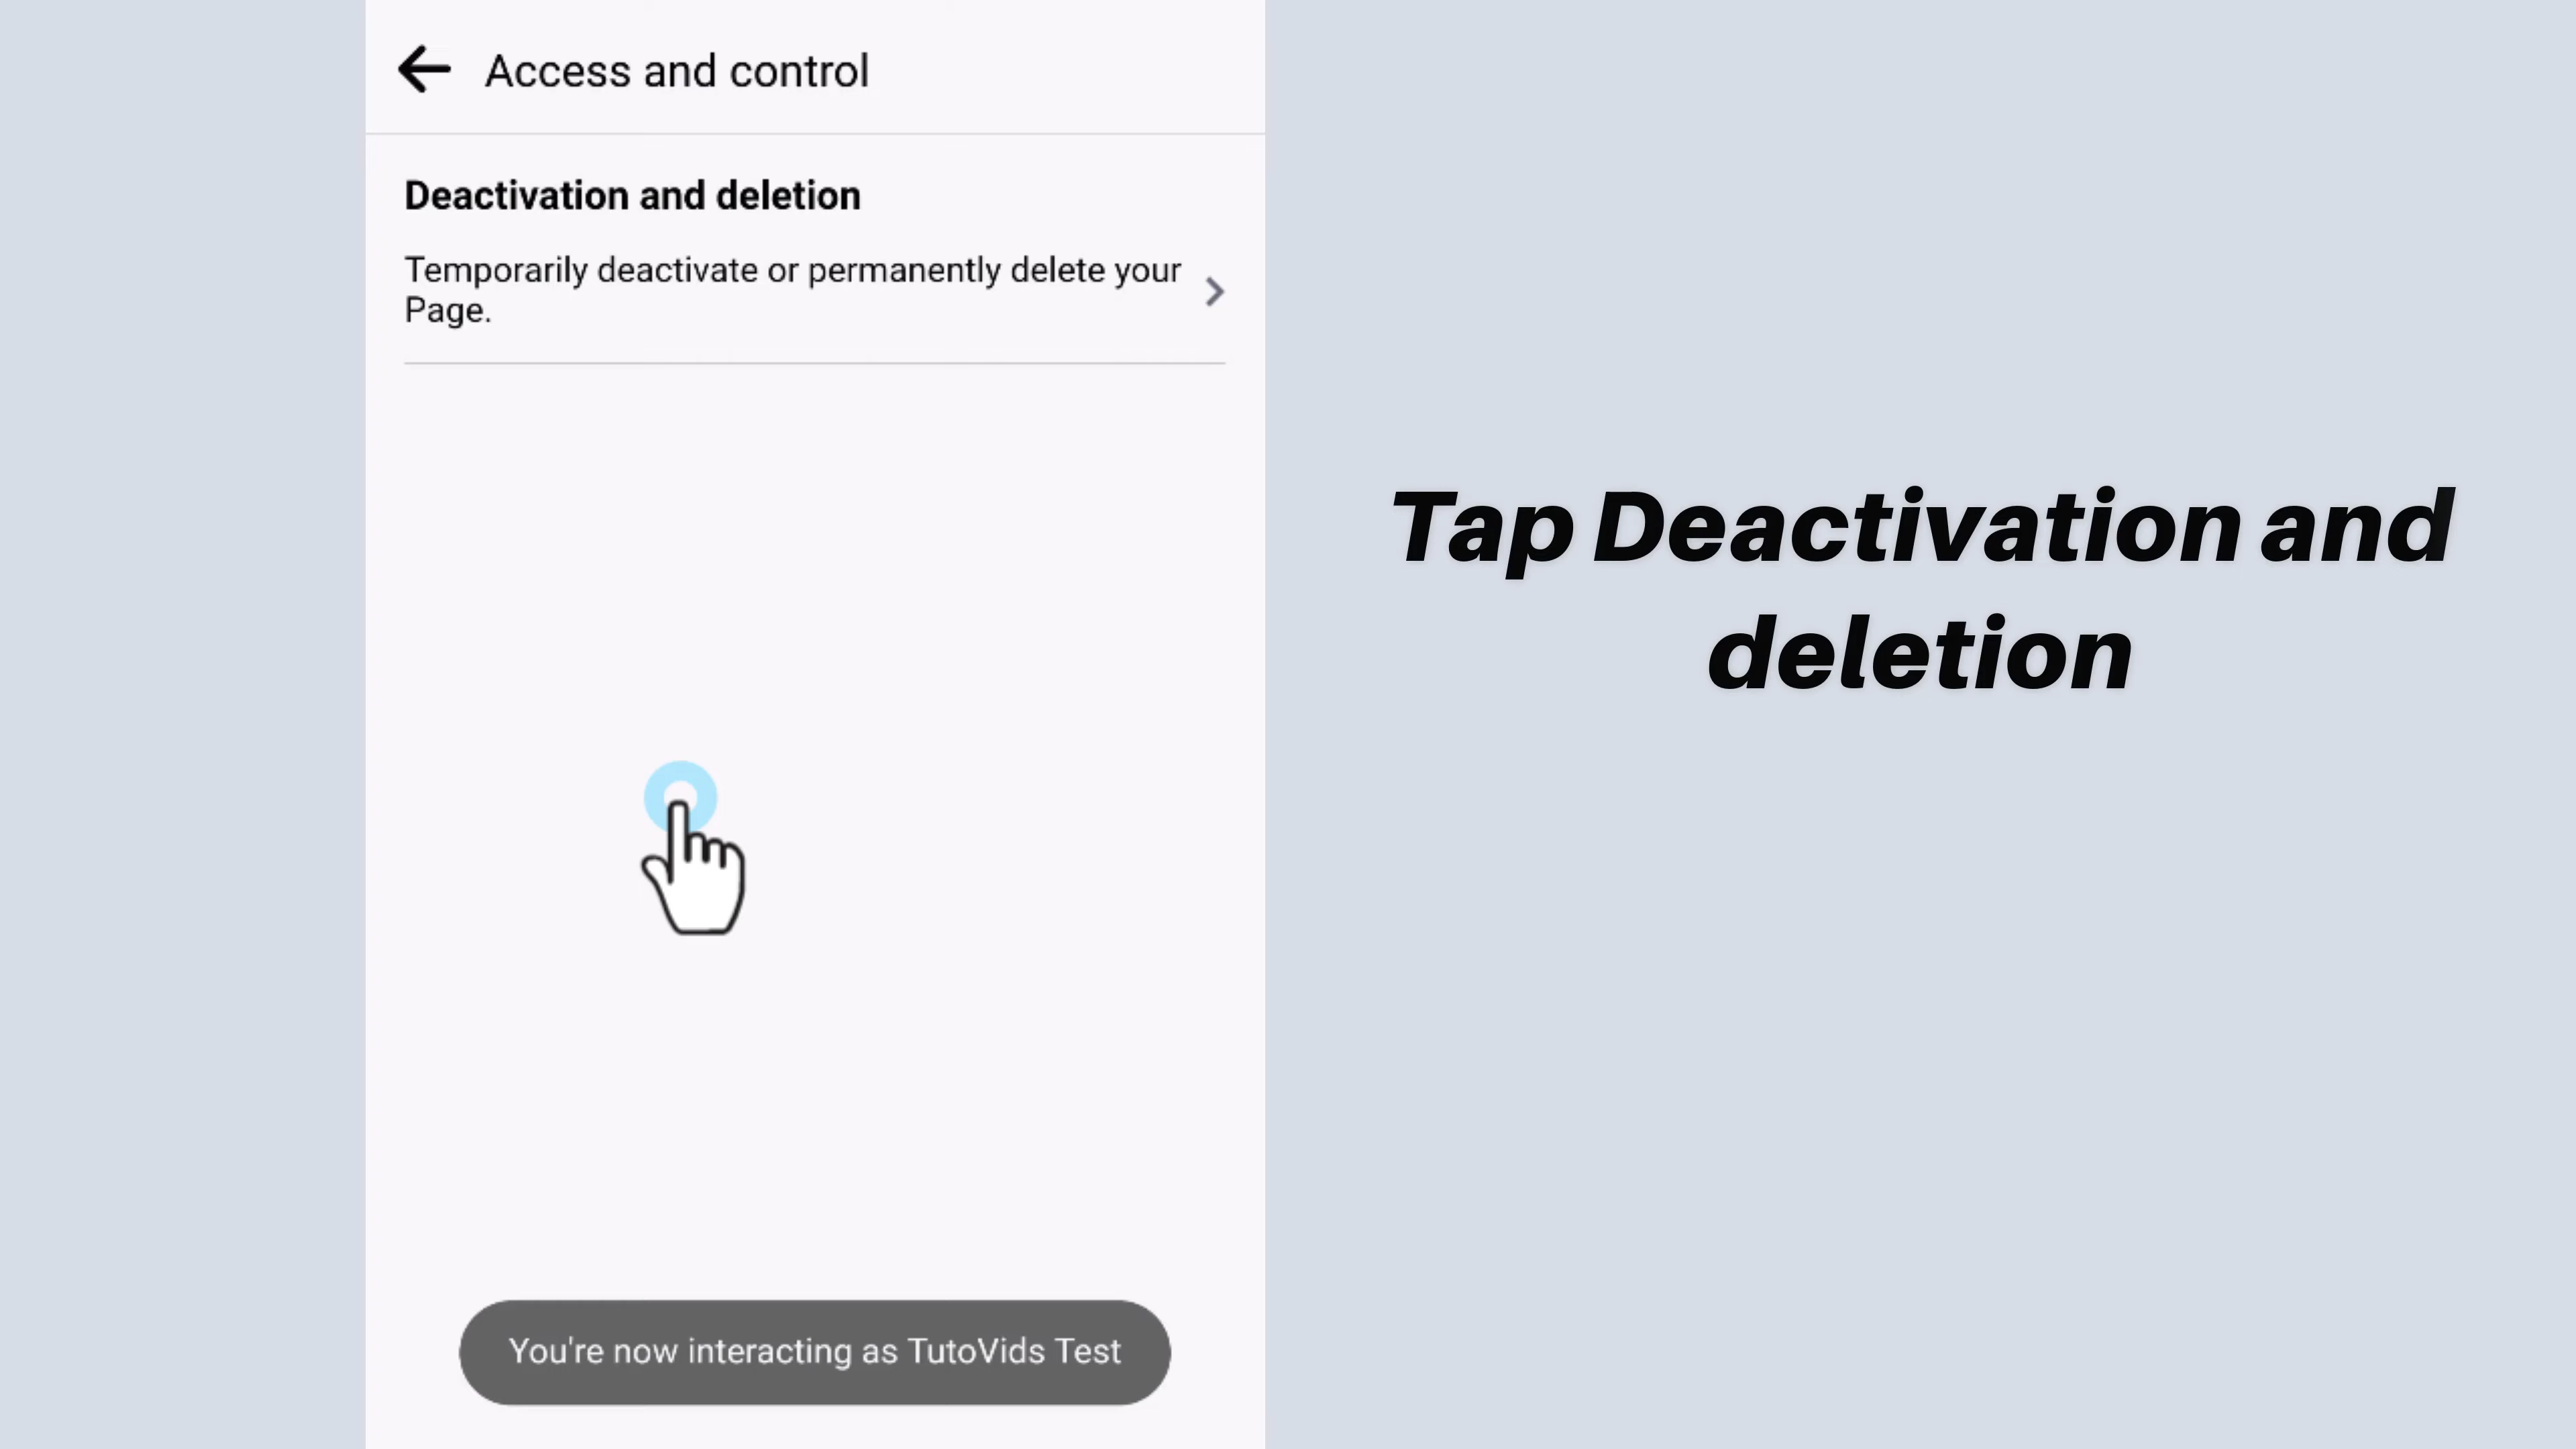 Access and control
Deactivation and deletion
Temporarily deactivate or permanently delete your
Page.
You're now interacting as TutoVids Test
Tap Deactivation and
deletion